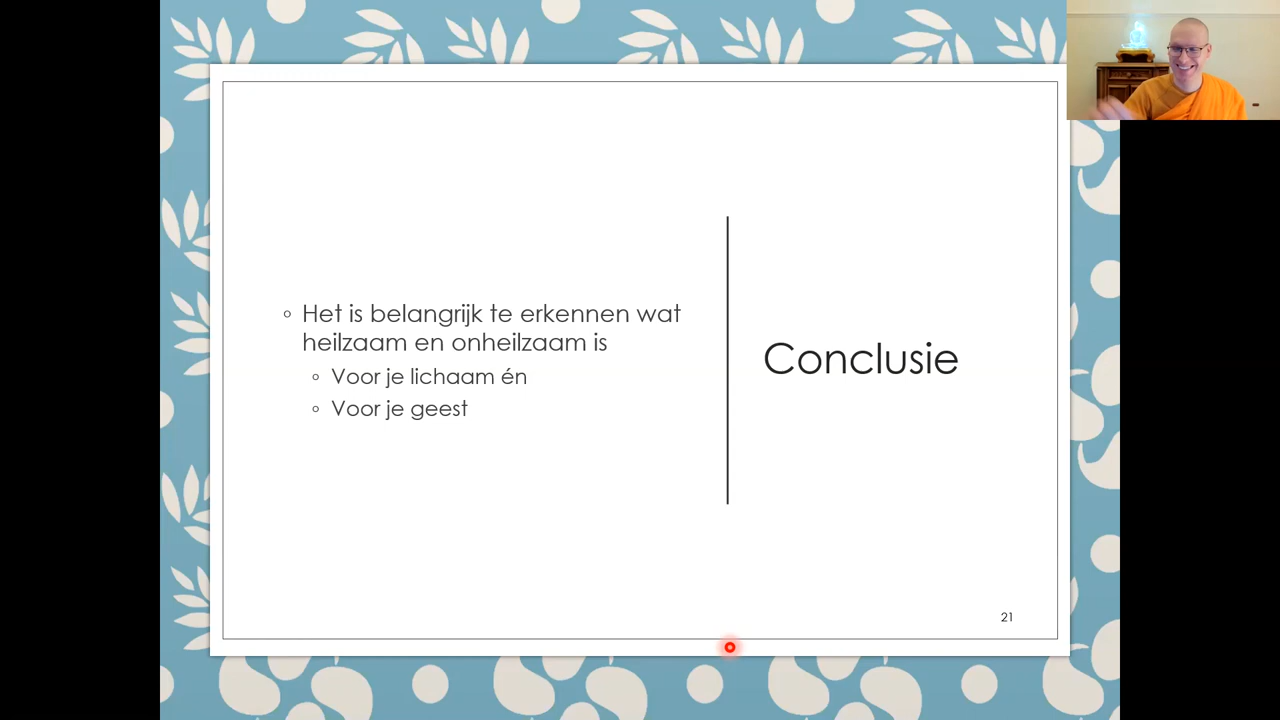 Het is belangrijk te erkennen wat
heilzaam en onheilzaam is
Voor je lichaam én
Voor je geest
Conclusie
21